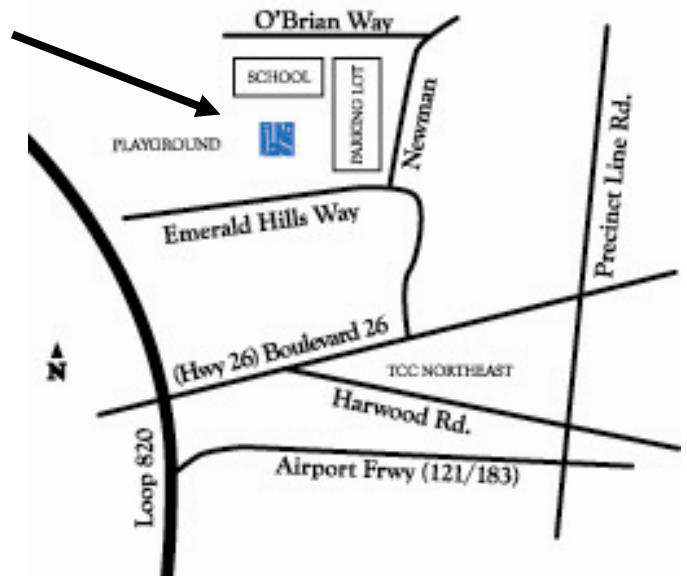 O'Brian Way
SCHOOL
PARKING LOT
Newman
PLAYGROUND
Precinct Line Rd.
Emerald Hills Way
(Hwy 26) Boulevard 26
TCC NORTHEAST
N
Harwood Rd.
Loop 820
Airport Frwy (121/183)